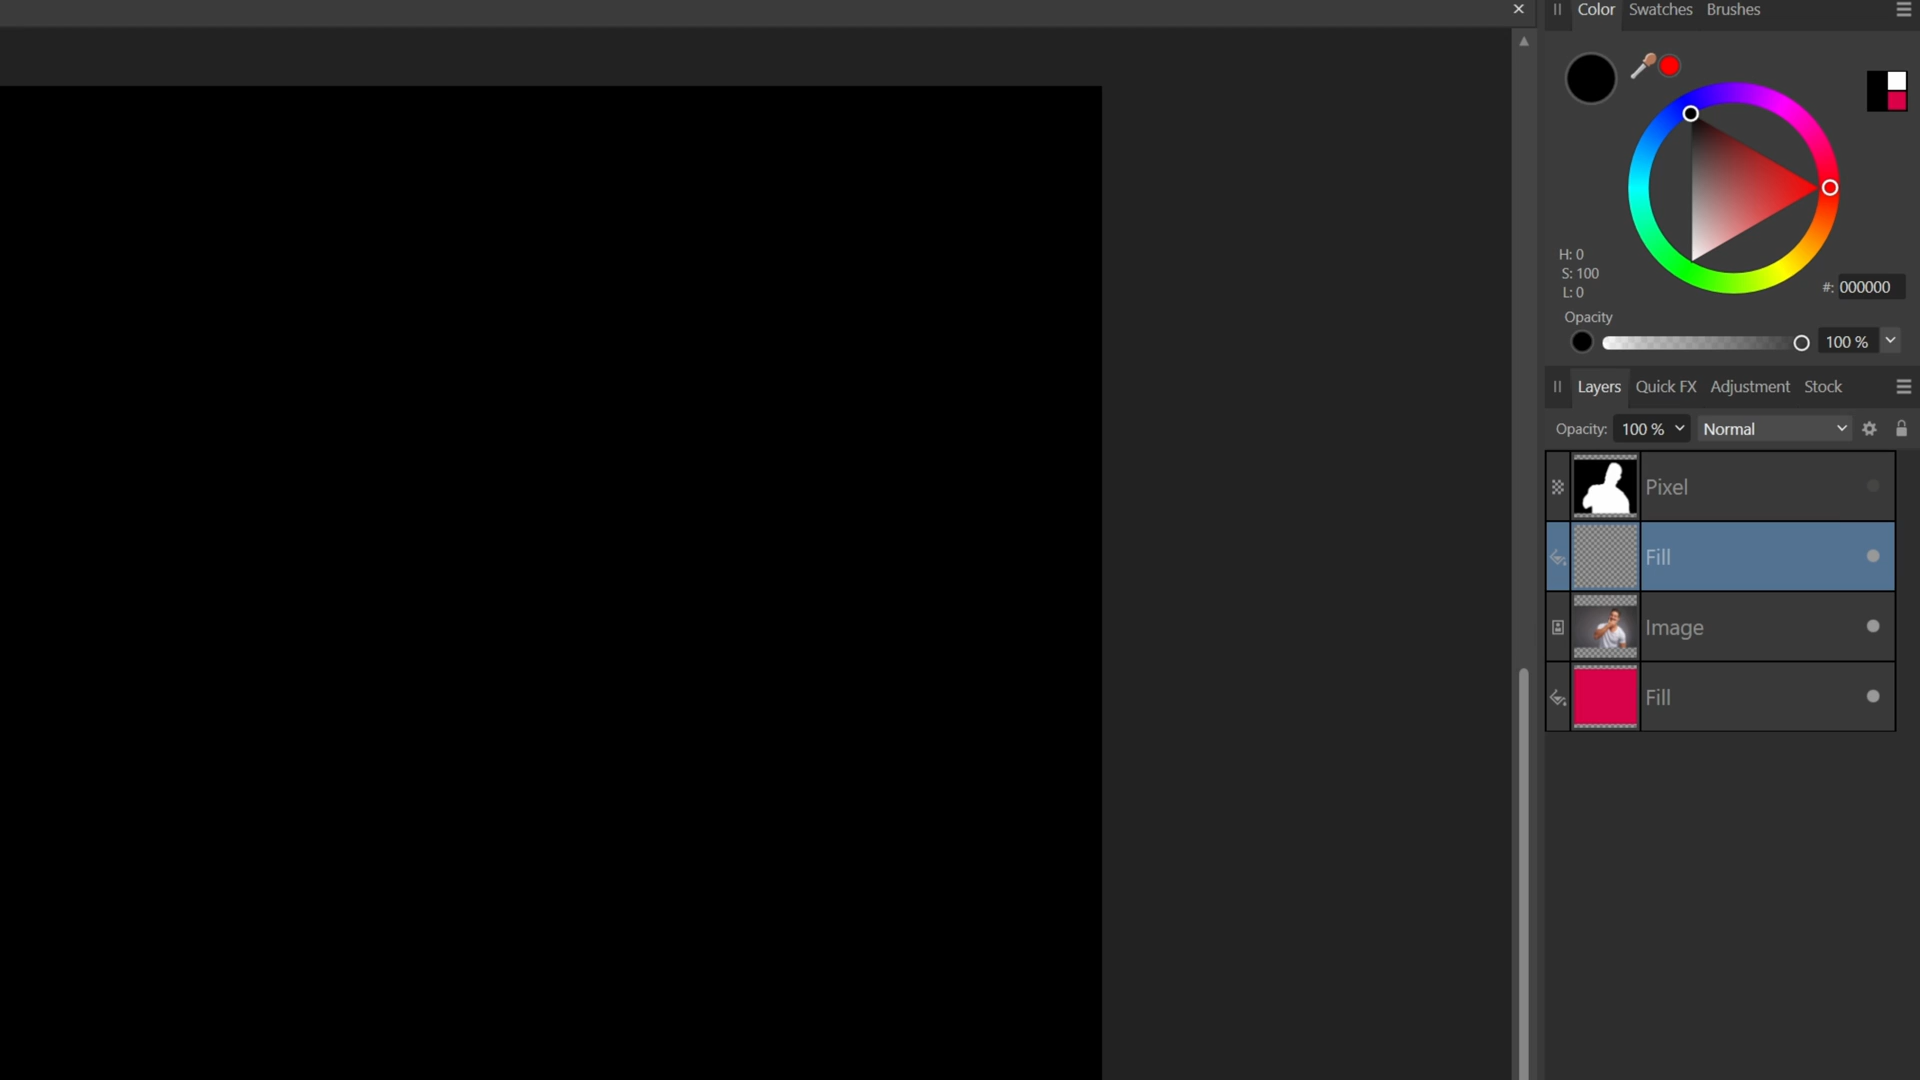 Color Swatches Brushes
H: 0
S: 100
L: 0
#: 000000
Opacity
100 %
Layers Quick FX Adjustment Stock
Opacity: 100 % Normal
Pixel
Fill
Image
Fill